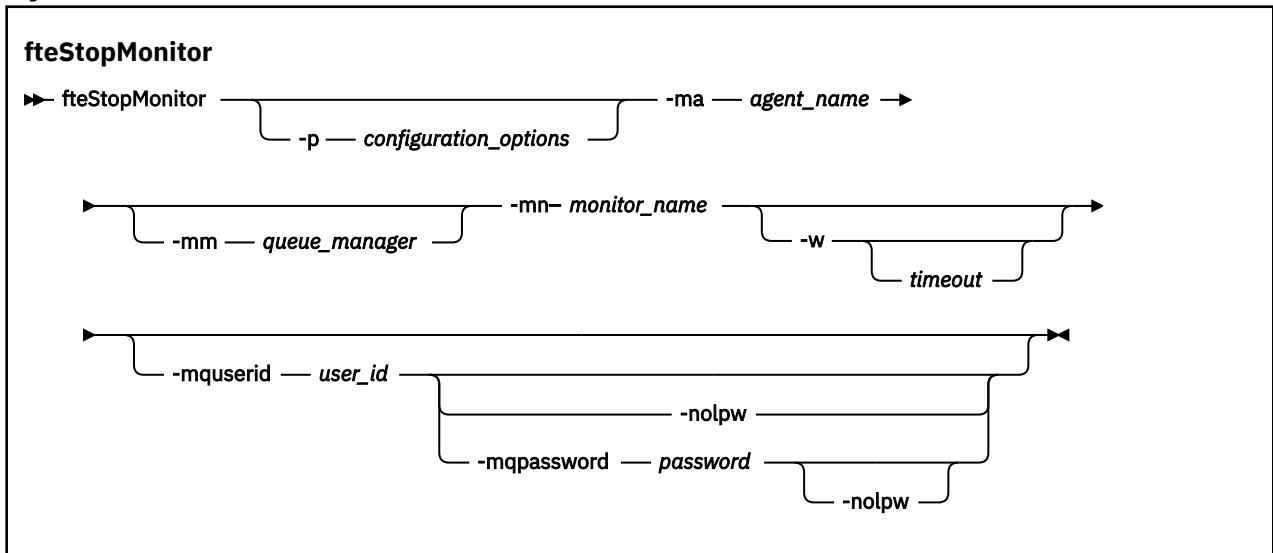 fteStopMonitor
fteStopMonitor -ma agent_name
-p configuration_options
-mn monitor_name
-mm queue_manager -w
timeout
-mquserid user_id
-nolpw
-mqpassword password
-nolpw